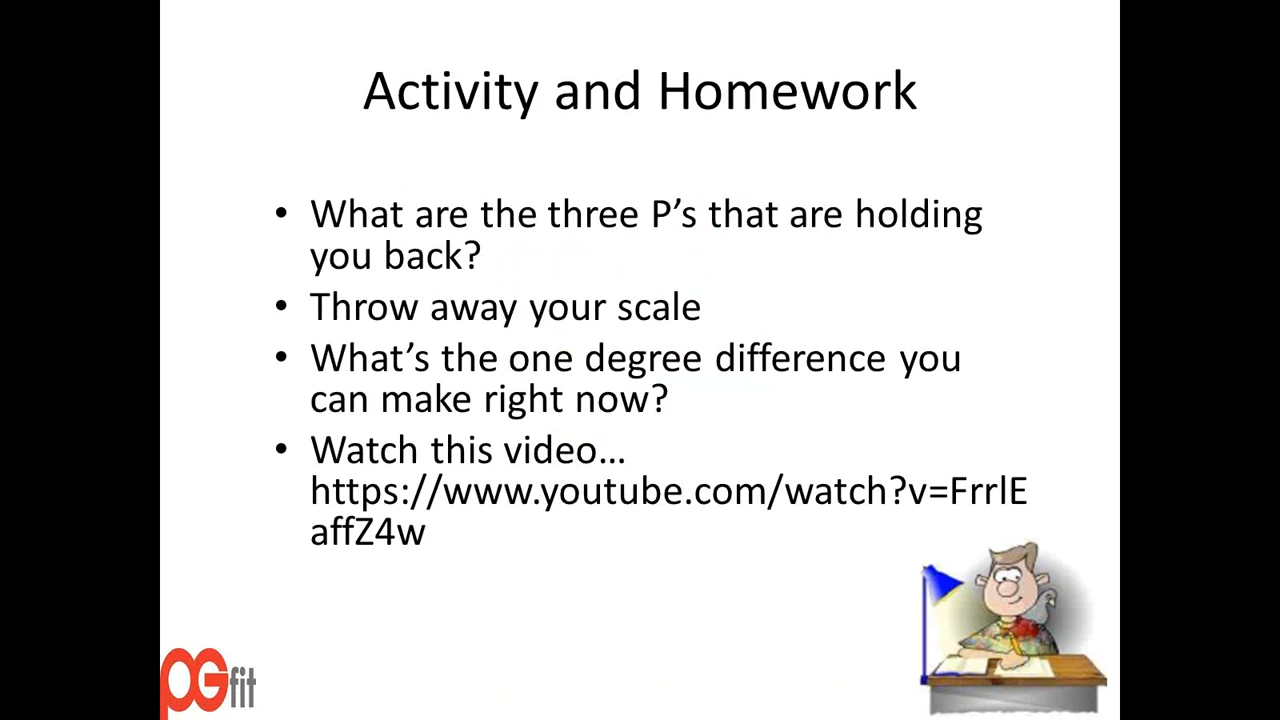 Activity and Homework
• What are the three P’s that are holding
you back?
• Throw away your scale
• What’s the one degree difference you
can make right now?
• Watch this video…
https://www.youtube.com/watch?v=FrrlE
affZ4w
PGfit